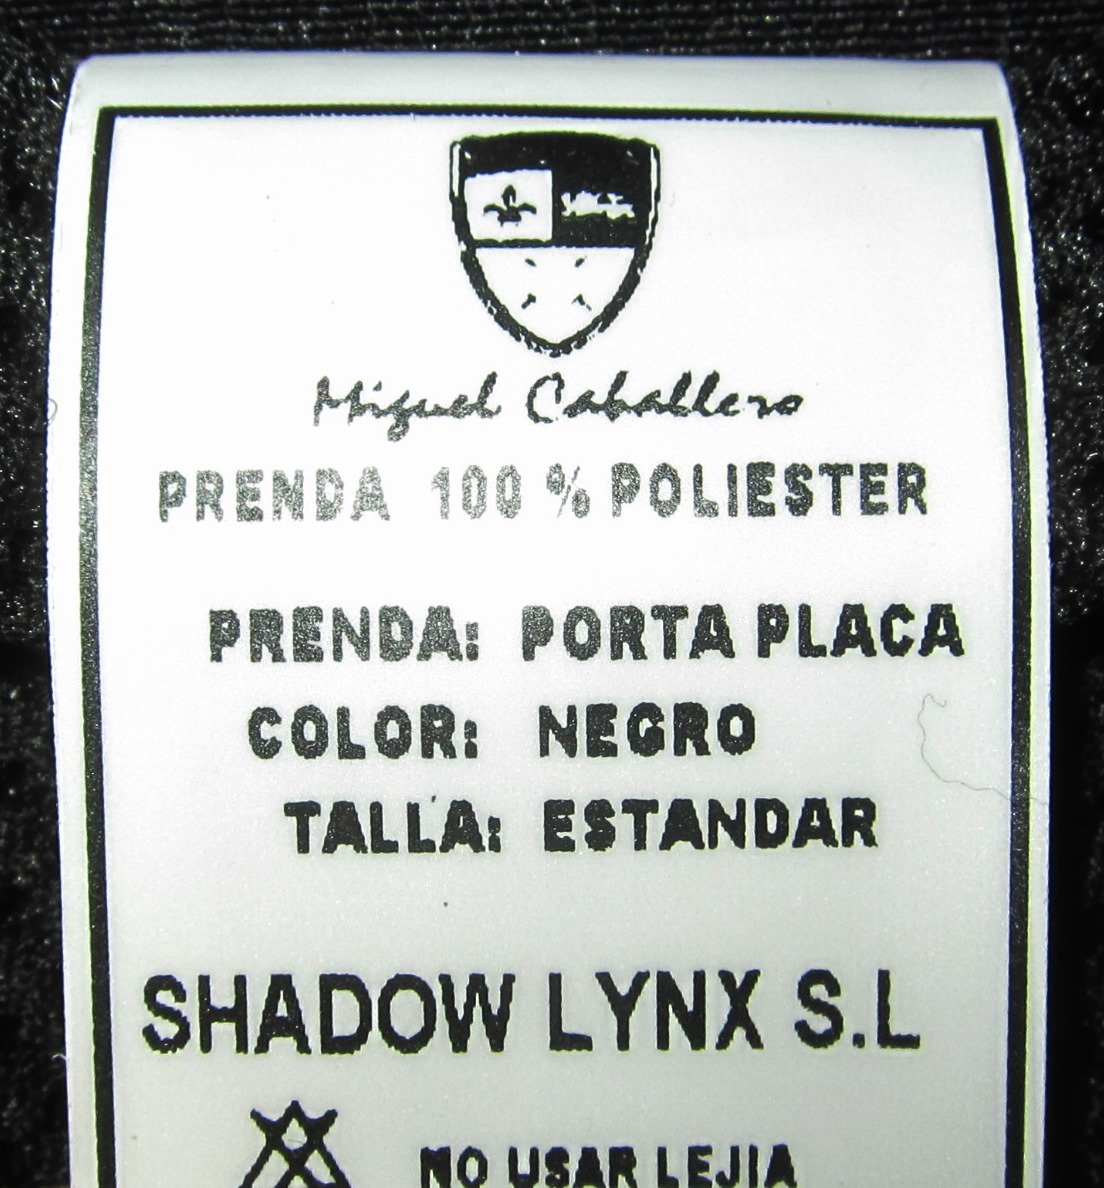 Miguel Caballero
PRENDA 100 % POLIESTER
PRENDA: PORTA PLACA
COLOR: NEGRO
TALLA: ESTANDAR
SHADOW LYNX S.L
NO USAR LEJIA